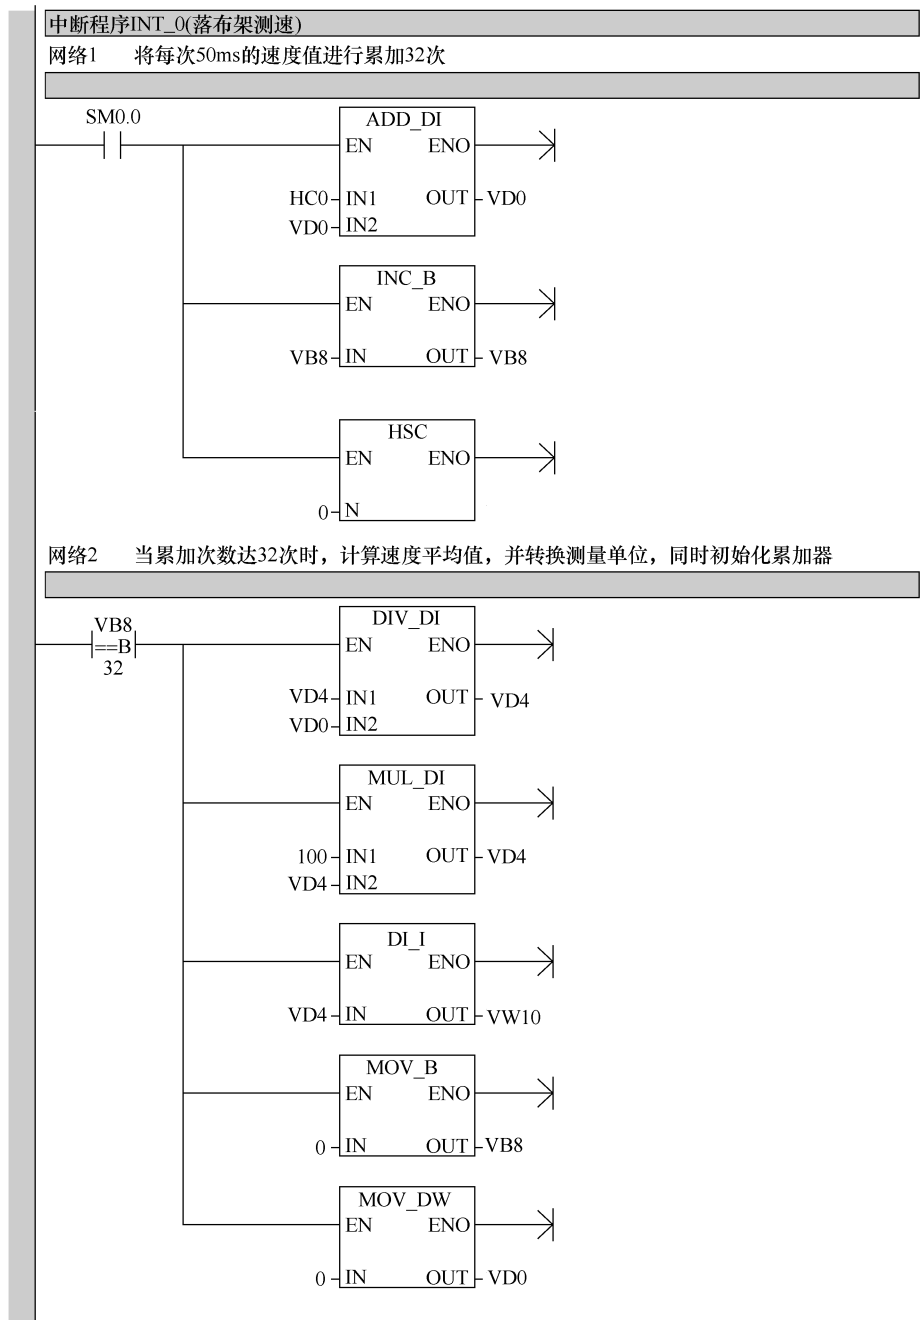 中断程序INT_0(落布架测速)
网络1 将每次50ms的速度值进行累加32次
SM0.0
ADD_DI
EN ENO
HC0 IN1 OUT VD0
VD0 IN2
INC_B
EN ENO
VB8 IN OUT VB8
HSC
EN ENO
0 N
网络2 当累加次数达32次时，计算速度平均值，并转换测量单位，同时初始化累加器
VB8
==B
32
DIV_DI
EN ENO
VD4 IN1 OUT VD4
VD0 IN2
MUL_DI
EN ENO
100 IN1 OUT VD4
VD4 IN2
DI_I
EN ENO
VD4 IN OUT VW10
MOV_B
EN ENO
0 IN OUT VB8
MOV_DW
EN ENO
0 IN OUT VD0